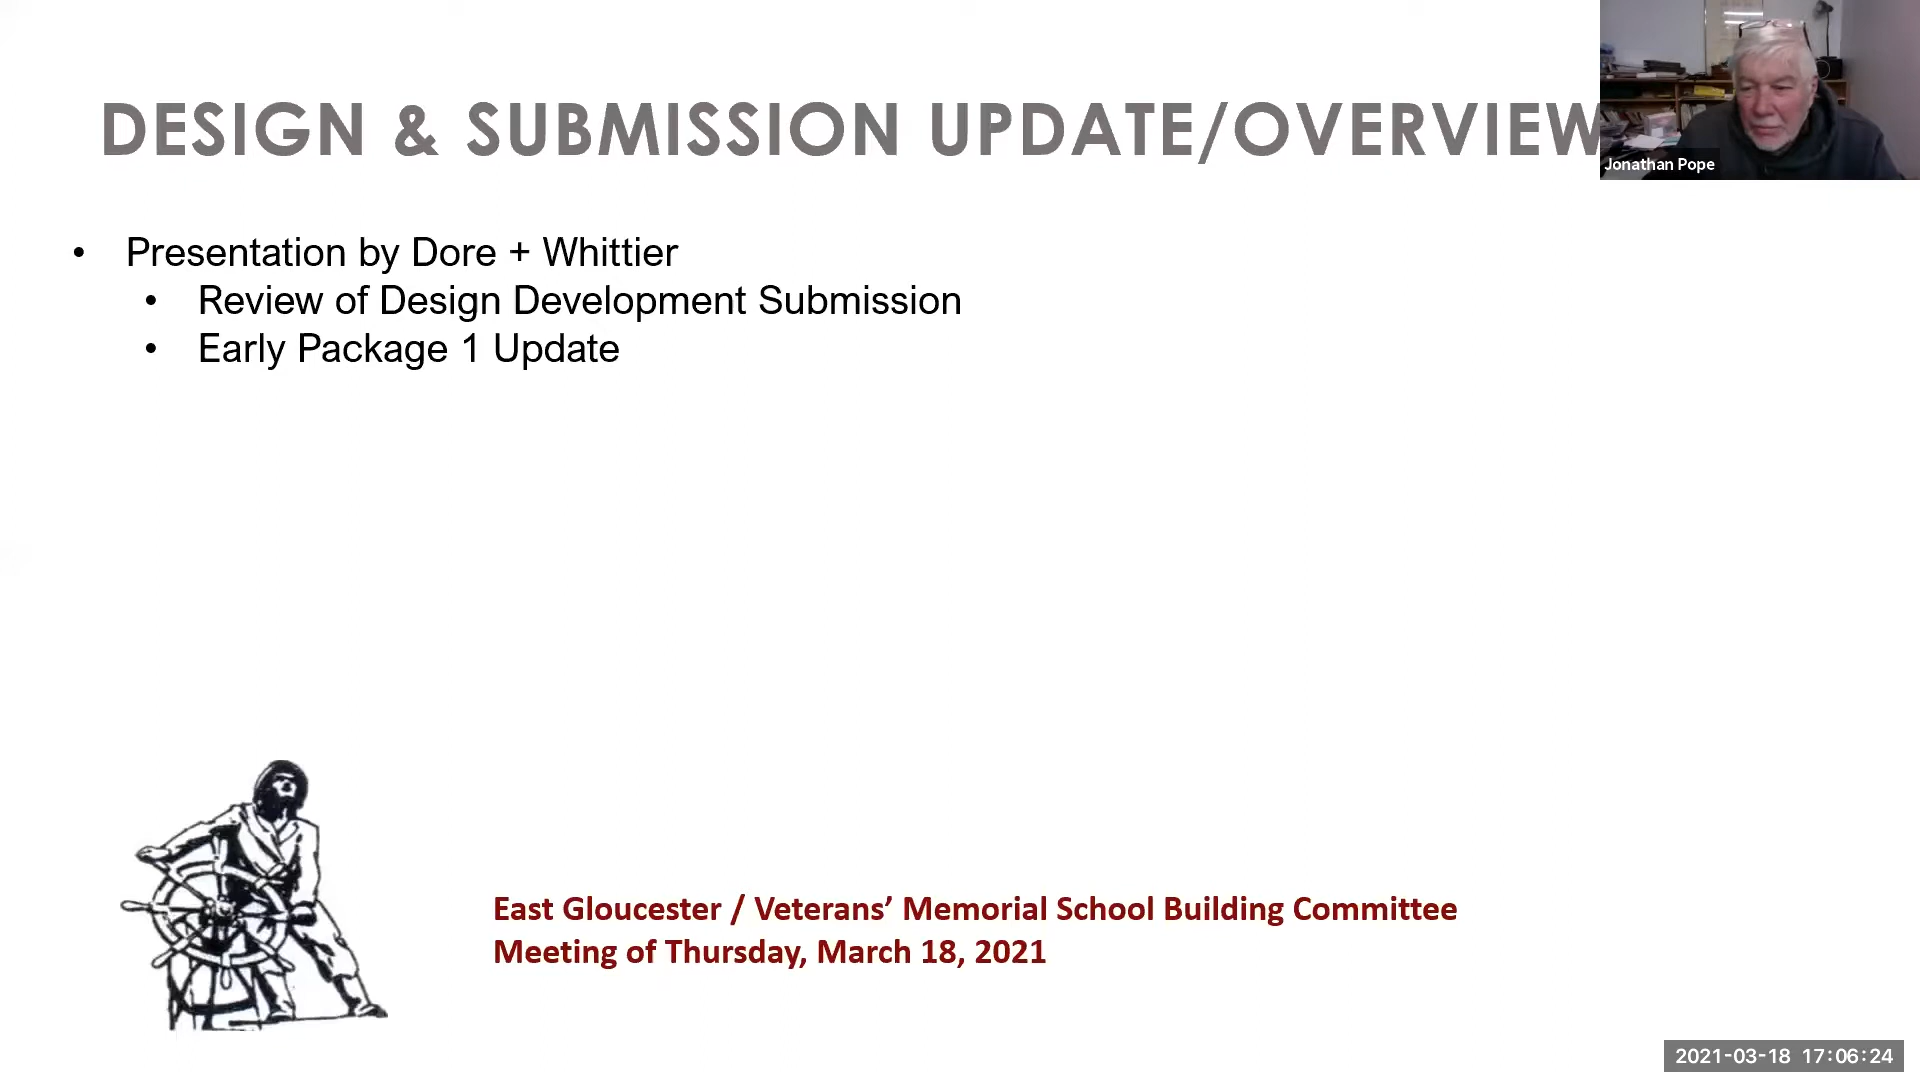 DESIGN & SUBMISSION UPDATE/OVERVIEW
Jonathan Pope
• Presentation by Dore + Whittier
• Review of Design Development Submission
• Early Package 1 Update
East Gloucester / Veterans’ Memorial School Building Committee
Meeting of Thursday, March 18, 2021
2021-03-18 17:06:24